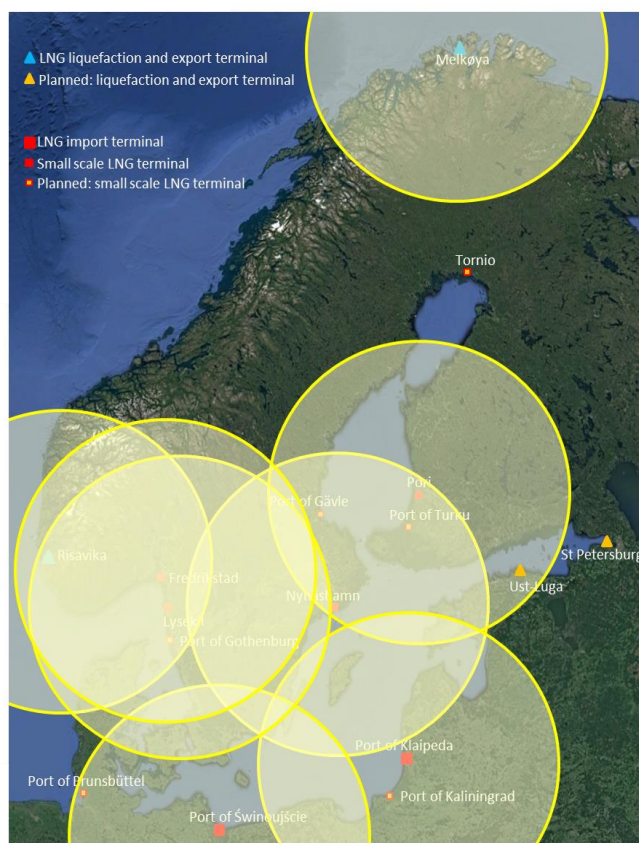 LNG liquefaction and export terminal
Melkøya
Planned: liquefaction and export terminal
LNG import terminal
Small scale LNG terminal
Planned: small scale LNG terminal
Tornio
Pori
Port of Gävle
Port of Turku
Risavika
St Petersburg
Fredrikstad
Ust-Luga
Nynäshamn
Lysekil
Port of Gothenburg
Port of Klaipeda
Port of Brunsbüttel
Port of Kaliningrad
Port of Świnoujście